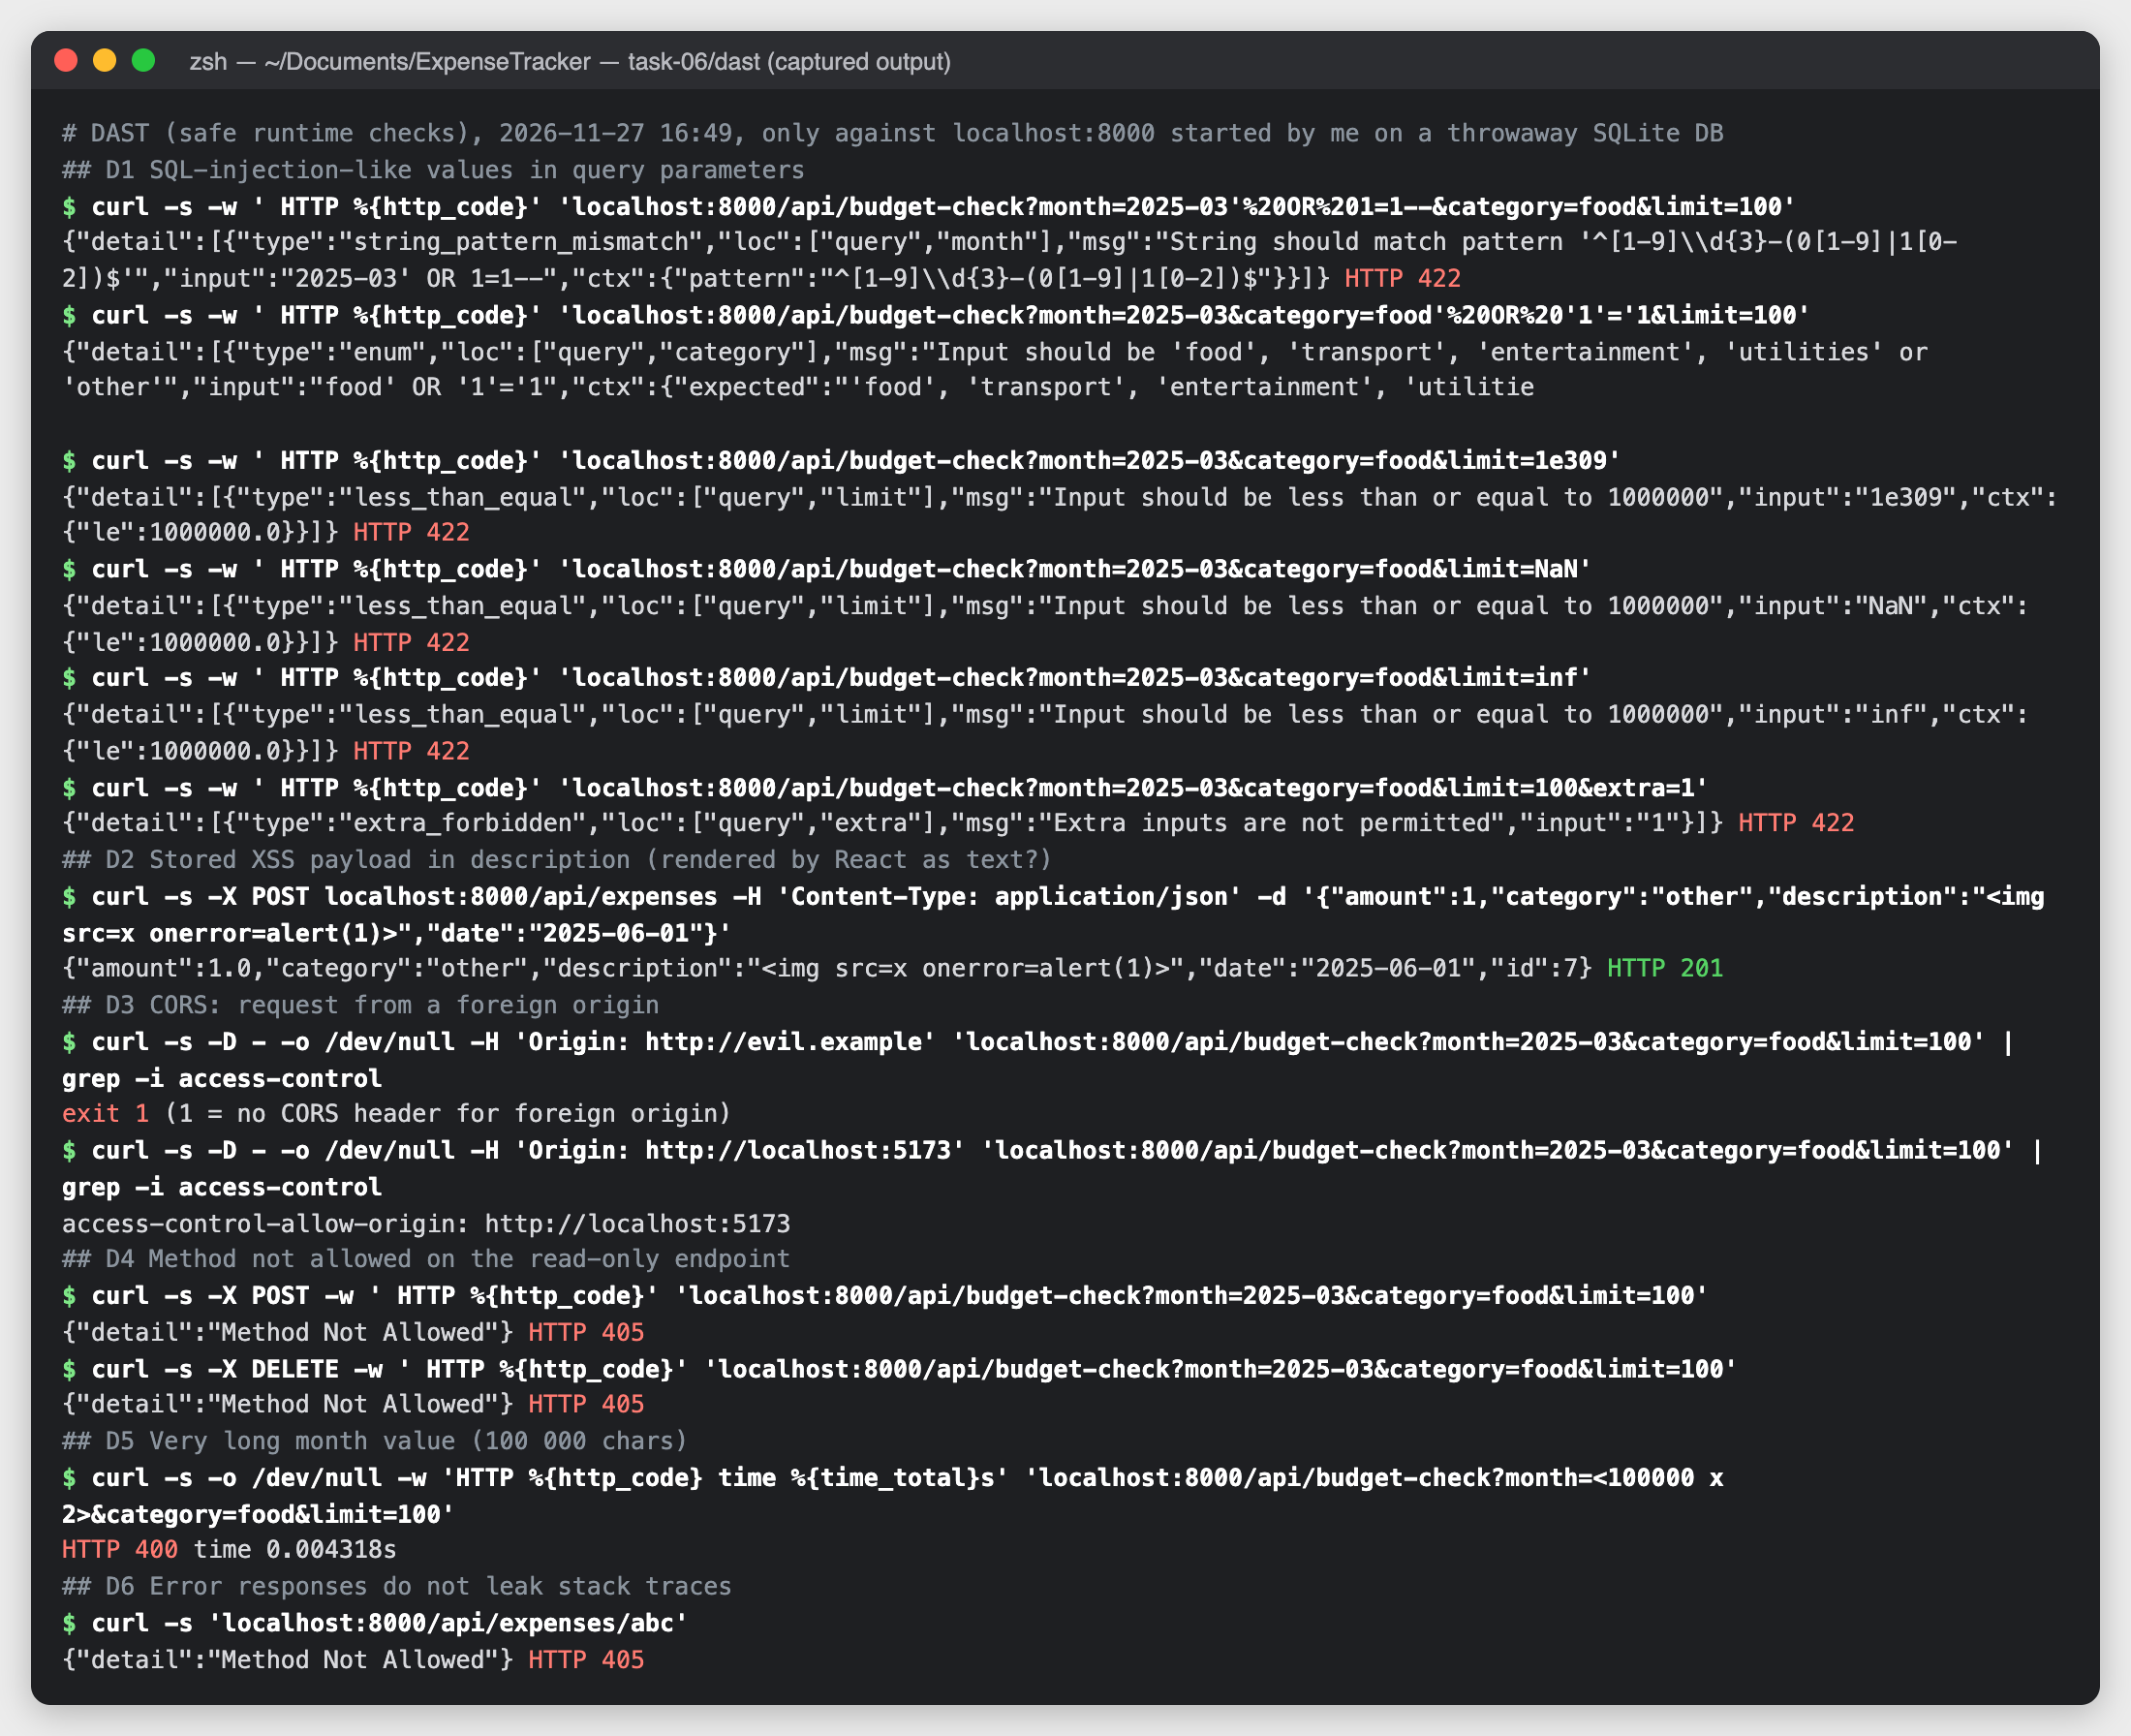 zsh — ~/Documents/ExpenseTracker — task-06/dast (captured output)
# DAST (safe runtime checks), 2026-11-27 16:49, only against localhost:8000 started by me on a throwaway SQLite DB
## D1 SQL-injection-like values in query parameters
$ curl -s -w ' HTTP %{http_code}' 'localhost:8000/api/budget-check?month=2025-03'%20OR%201=1--&category=food&limit=100'
{"detail":[{"type":"string_pattern_mismatch","loc":["query","month"],"msg":"String should match pattern '^[1-9]\\d{3}-(0[1-9]|1[0-
2])$'","input":"2025-03' OR 1=1--","ctx":{"pattern":"^[1-9]\\d{3}-(0[1-9]|1[0-2])$"}}]} HTTP 422
$ curl -s -w ' HTTP %{http_code}' 'localhost:8000/api/budget-check?month=2025-03&category=food'%20OR%20'1'='1&limit=100'
{"detail":[{"type":"enum","loc":["query","category"],"msg":"Input should be 'food', 'transport', 'entertainment', 'utilities' or
'other'","input":"food' OR '1'='1","ctx":{"expected":"'food', 'transport', 'entertainment', 'utilitie
$ curl -s -w ' HTTP %{http_code}' 'localhost:8000/api/budget-check?month=2025-03&category=food&limit=1e309'
{"detail":[{"type":"less_than_equal","loc":["query","limit"],"msg":"Input should be less than or equal to 1000000","input":"1e309","ctx":
{"le":1000000.0}}]} HTTP 422
$ curl -s -w ' HTTP %{http_code}' 'localhost:8000/api/budget-check?month=2025-03&category=food&limit=NaN'
{"detail":[{"type":"less_than_equal","loc":["query","limit"],"msg":"Input should be less than or equal to 1000000","input":"NaN","ctx":
{"le":1000000.0}}]} HTTP 422
$ curl -s -w ' HTTP %{http_code}' 'localhost:8000/api/budget-check?month=2025-03&category=food&limit=inf'
{"detail":[{"type":"less_than_equal","loc":["query","limit"],"msg":"Input should be less than or equal to 1000000","input":"inf","ctx":
{"le":1000000.0}}]} HTTP 422
$ curl -s -w ' HTTP %{http_code}' 'localhost:8000/api/budget-check?month=2025-03&category=food&limit=100&extra=1'
{"detail":[{"type":"extra_forbidden","loc":["query","extra"],"msg":"Extra inputs are not permitted","input":"1"}]} HTTP 422
## D2 Stored XSS payload in description (rendered by React as text?)
$ curl -s -X POST localhost:8000/api/expenses -H 'Content-Type: application/json' -d '{"amount":1,"category":"other","description":"<img
src=x onerror=alert(1)>","date":"2025-06-01"}'
{"amount":1.0,"category":"other","description":"<img src=x onerror=alert(1)>","date":"2025-06-01","id":7} HTTP 201
## D3 CORS: request from a foreign origin
$ curl -s -D - -o /dev/null -H 'Origin: http://evil.example' 'localhost:8000/api/budget-check?month=2025-03&category=food&limit=100' |
grep -i access-control
exit 1 (1 = no CORS header for foreign origin)
$ curl -s -D - -o /dev/null -H 'Origin: http://localhost:5173' 'localhost:8000/api/budget-check?month=2025-03&category=food&limit=100' |
grep -i access-control
access-control-allow-origin: http://localhost:5173
## D4 Method not allowed on the read-only endpoint
$ curl -s -X POST -w ' HTTP %{http_code}' 'localhost:8000/api/budget-check?month=2025-03&category=food&limit=100'
{"detail":"Method Not Allowed"} HTTP 405
$ curl -s -X DELETE -w ' HTTP %{http_code}' 'localhost:8000/api/budget-check?month=2025-03&category=food&limit=100'
{"detail":"Method Not Allowed"} HTTP 405
## D5 Very long month value (100 000 chars)
$ curl -s -o /dev/null -w 'HTTP %{http_code} time %{time_total}s' 'localhost:8000/api/budget-check?month=<100000 x
2>&category=food&limit=100'
HTTP 400 time 0.004318s
## D6 Error responses do not leak stack traces
$ curl -s 'localhost:8000/api/expenses/abc'
{"detail":"Method Not Allowed"} HTTP 405